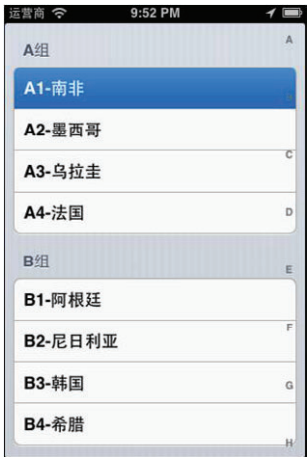 运营商 9:52 PM
A组
A1-南非
A2-墨西哥
A3-乌拉圭
A4-法国
B组
B1-阿根廷
B2-尼日利亚
B3-韩国
B4-希腊
A
C
D
E
F
G
H